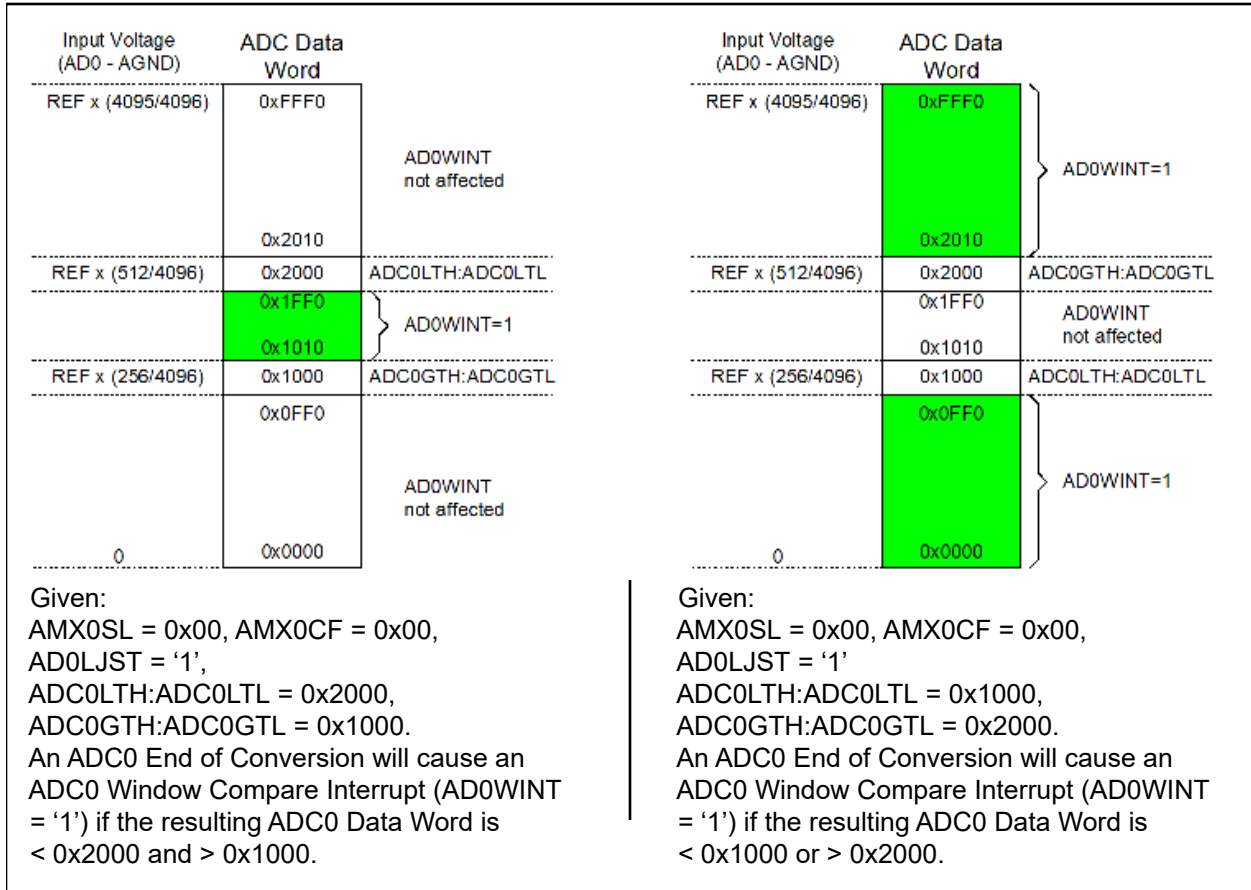 Input Voltage
(AD0 - AGND)
ADC Data
Word
REF x (4095/4096)
0xFFF0
AD0WINT
not affected
0x2010
REF x (512/4096)
0x2000
ADC0LTH:ADC0LTL
0x1FF0
AD0WINT=1
0x1010
REF x (256/4096)
0x1000
ADC0GTH:ADC0GTL
0x0FF0
AD0WINT
not affected
0
0x0000
Given:
AMX0SL = 0x00, AMX0CF = 0x00,
AD0LJST = ‘1’,
ADC0LTH:ADC0LTL = 0x2000,
ADC0GTH:ADC0GTL = 0x1000.
An ADC0 End of Conversion will cause an
ADC0 Window Compare Interrupt (AD0WINT
= ‘1’) if the resulting ADC0 Data Word is
< 0x2000 and > 0x1000.
Input Voltage
(AD0 - AGND)
ADC Data
Word
REF x (4095/4096)
0xFFF0
AD0WINT=1
0x2010
REF x (512/4096)
0x2000
ADC0GTH:ADC0GTL
0x1FF0
AD0WINT
not affected
0x1010
REF x (256/4096)
0x1000
ADC0LTH:ADC0LTL
0x0FF0
AD0WINT=1
0
0x0000
Given:
AMX0SL = 0x00, AMX0CF = 0x00,
AD0LJST = ‘1’
ADC0LTH:ADC0LTL = 0x1000,
ADC0GTH:ADC0GTL = 0x2000.
An ADC0 End of Conversion will cause an
ADC0 Window Compare Interrupt (AD0WINT
= ‘1’) if the resulting ADC0 Data Word is
< 0x1000 or > 0x2000.